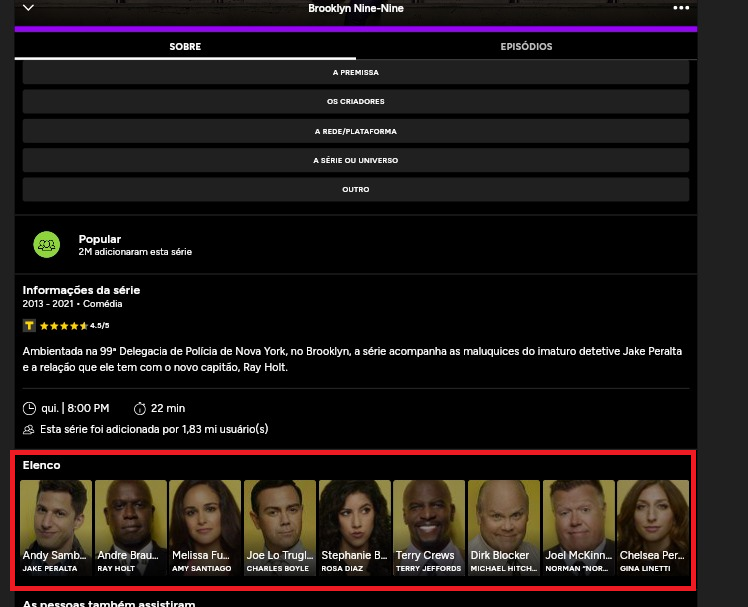 Brooklyn Nine-Nine
SOBRE
EPISÓDIOS
A PREMISSA
OS CRIADORES
A REDE/PLATAFORMA
A SÉRIE OU UNIVERSO
OUTRO
Popular
2M adicionaram esta série
Informações da série
2013 - 2021 • Comédia
T 4.5/5
Ambientada na 99ª Delegacia de Polícia de Nova York, no Brooklyn, a série acompanha as maluquices do imaturo detetive Jake Peralta
e a relação que ele tem com o novo capitão, Ray Holt.
qui. | 8:00 PM
22 min
Esta série foi adicionada por 1,83 mi usuário(s)
Elenco
Andy Samb...
JAKE PERALTA
Andre Brau...
RAY HOLT
Melissa Fu...
AMY SANTIAGO
Joe Lo Trugl...
CHARLES BOYLE
Stephanie B...
ROSA DIAZ
Terry Crews
TERRY JEFFORDS
Dirk Blocker
MICHAEL HITCH...
Joel McKinn...
NORMAN "NOR...
Chelsea Per...
GINA LINETTI
As pessoas também assistiram